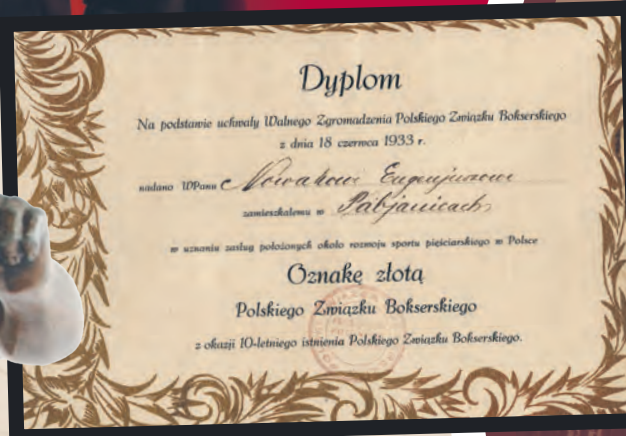 Dyplom
Na podstawie uchwały Walnego Zgromadzenia Polskiego Związku Bokserskiego
z dnia 18 czerwca 1933 r.
nadano WPanu Nowakowi Eugenjuszowi
zamieszkałemu w Pabjanicach
w uznaniu zasług położonych około rozwoju sportu pięściarskiego w Polsce
Oznakę złotą
Polskiego Związku Bokserskiego
z okazji 10-letniego istnienia Polskiego Związku Bokserskiego.